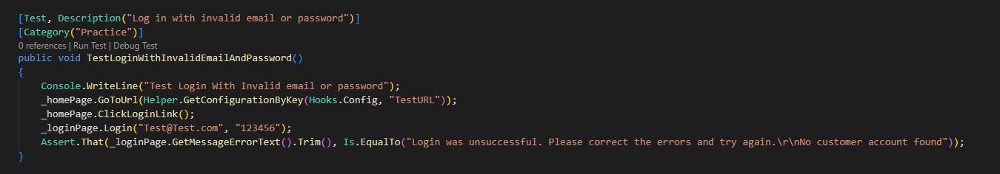 [Test, Description("Log in with invalid email or password")]
[Category("Practice")]
0 references | Run Test | Debug Test
public void TestLoginWithInvalidEmailAndPassword()
{
    Console.WriteLine("Test Login With Invalid email or password");
    _homePage.GoToUrl(Helper.GetConfigurationByKey(Hooks.Config, "TestURL"));
    _homePage.ClickLoginLink();
    _loginPage.Login("Test@Test.com", "123456");
    Assert.That(_loginPage.GetMessageErrorText().Trim(), Is.EqualTo("Login was unsuccessful. Please correct the errors and try again.\r\nNo customer account found"));
}